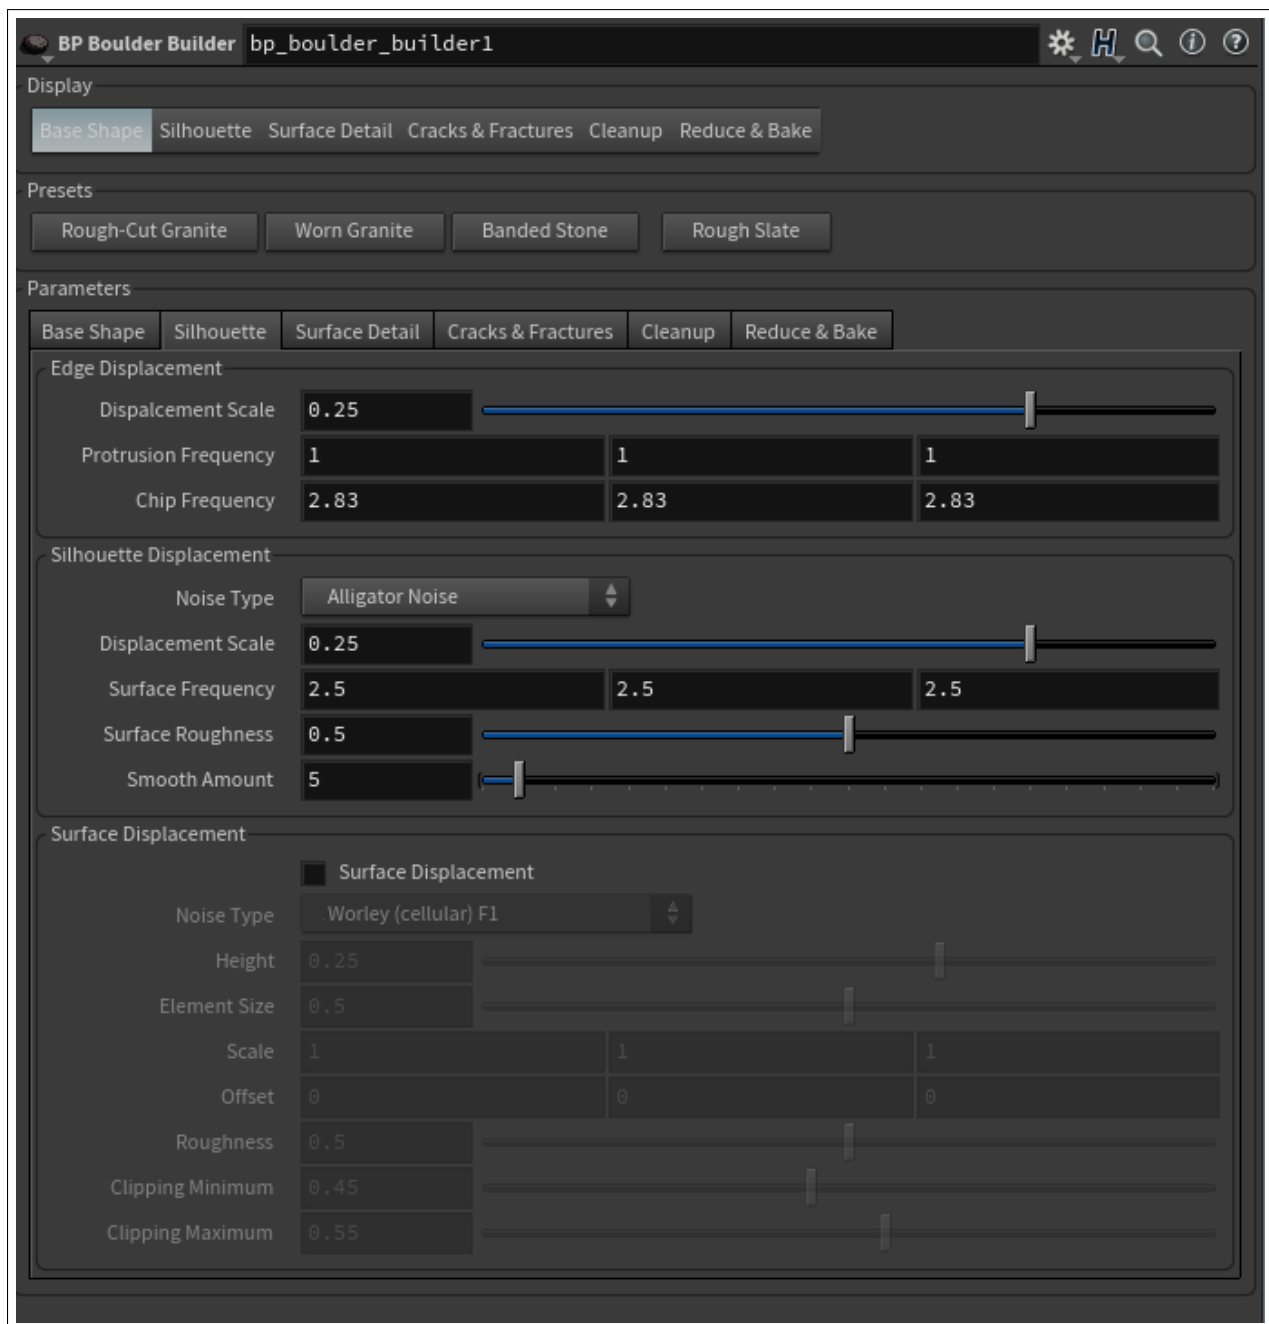 BP Boulder Builder bp_boulder_builder1
Display
Base Shape Silhouette Surface Detail Cracks & Fractures Cleanup Reduce & Bake
Presets
Rough-Cut Granite Worn Granite Banded Stone Rough Slate
Parameters
Base Shape Silhouette Surface Detail Cracks & Fractures Cleanup Reduce & Bake
Edge Displacement
Dispalcement Scale 0.25
Protrusion Frequency 1 1 1
Chip Frequency 2.83 2.83 2.83
Silhouette Displacement
Noise Type Alligator Noise
Displacement Scale 0.25
Surface Frequency 2.5 2.5 2.5
Surface Roughness 0.5
Smooth Amount 5
Surface Displacement
Surface Displacement
Noise Type Worley (cellular) F1
Height 0.25
Element Size 0.5
Scale 1 1 1
Offset 0 0 0
Roughness 0.5
Clipping Minimum 0.45
Clipping Maximum 0.55